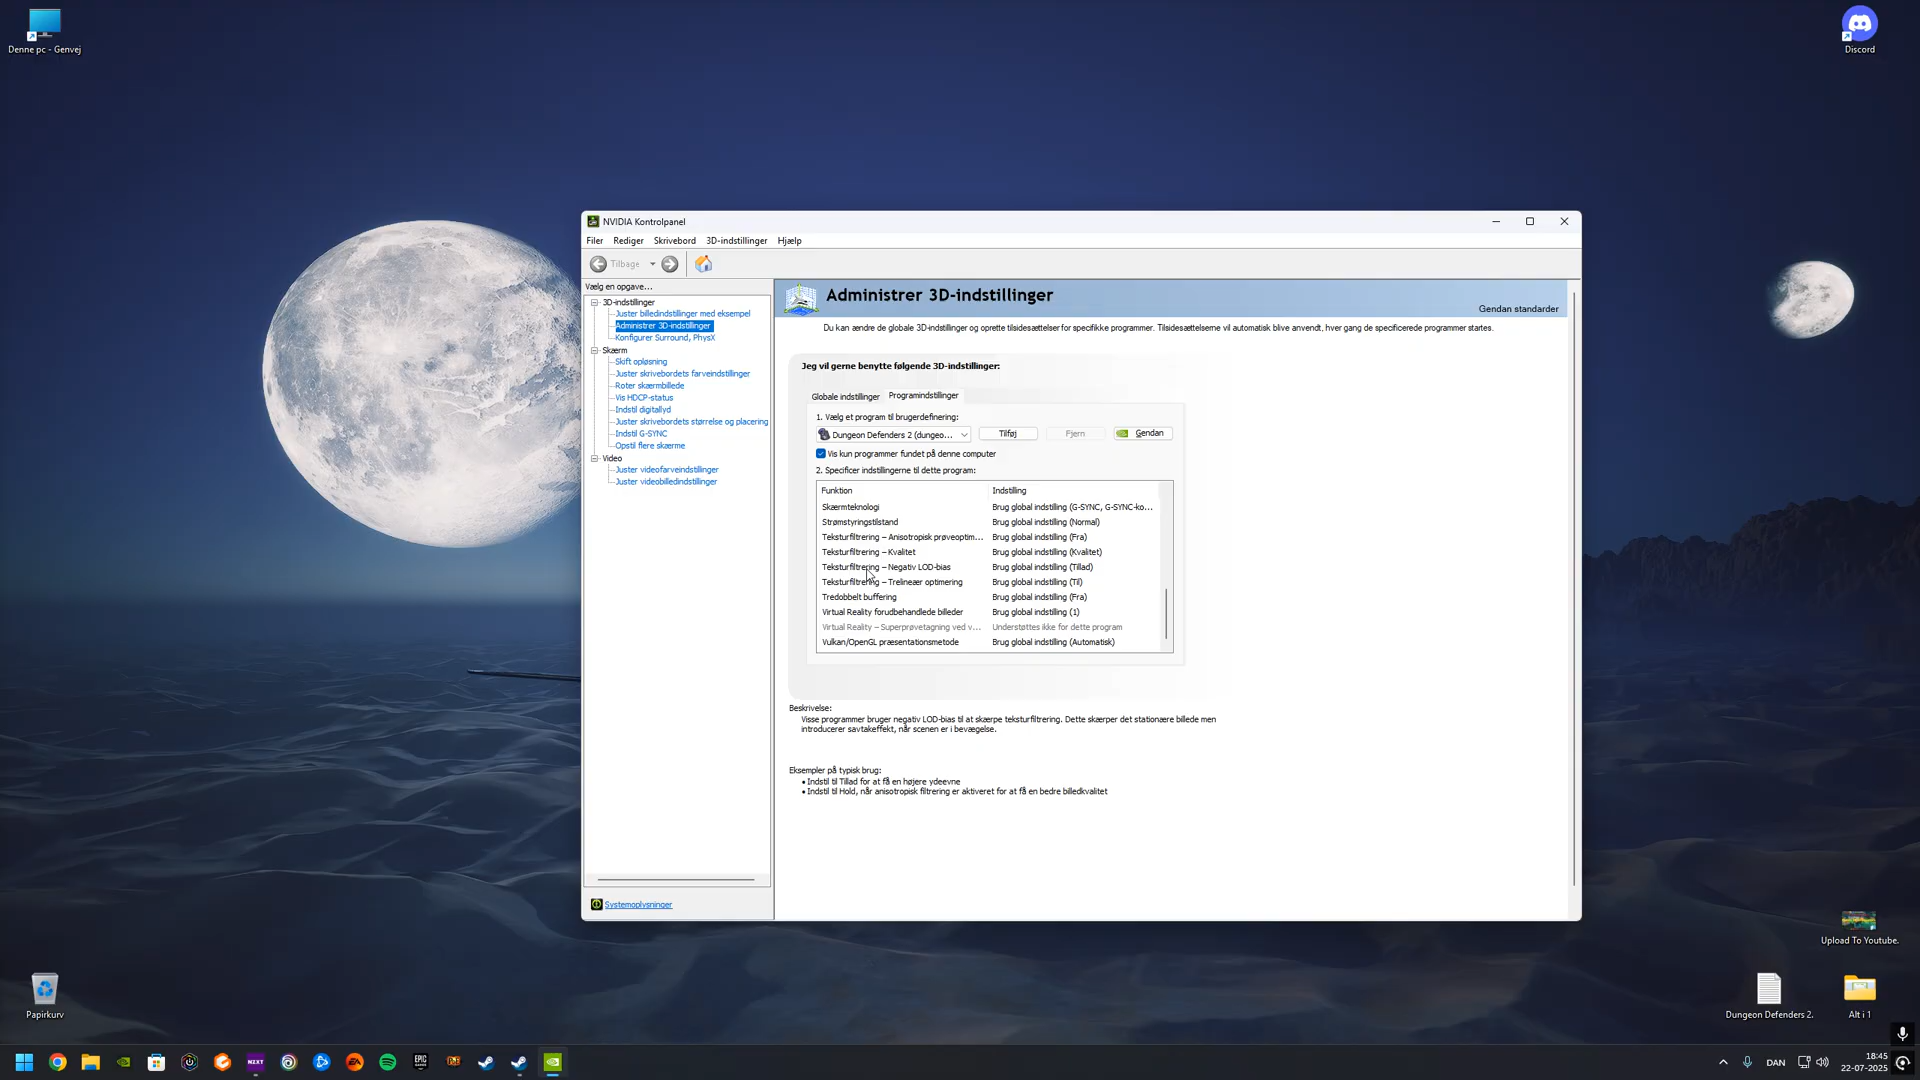 Denne pc - Genvej
Discord
NVIDIA Kontrolpanel
Filer Rediger Skrivebord 3D-indstillinger Hjælp
Tilbage
Vælg en opgave...
3D-indstillinger
Juster billedindstillinger med eksempel
Administrer 3D-indstillinger
Konfigurer Surround, PhysX
Skærm
Skift opløsning
Juster skrivebordets farveindstillinger
Roter skærmbillede
Vis HDCP-status
Indstil digitallyd
Juster skrivebordets størrelse og placering
Indstil G-SYNC
Opstil flere skærme
Video
Juster videofarveindstillinger
Juster videobilledindstillinger
Systemoplysninger
Administrer 3D-indstillinger
Gendan standarder
Du kan ændre de globale 3D-indstillinger og oprette tilsidesættelser for specifikke programmer. Tilsidesættelserne vil automatisk blive anvendt, hver gang de specificerede programmer startes.
Jeg vil gerne benytte følgende 3D-indstillinger:
Globale indstillinger Programindstillinger
1. Vælg et program til brugerdefinering:
Dungeon Defenders 2 (dungeo... Tilføj Fjern Gendan
Vis kun programmer fundet på denne computer
2. Specificer indstillingerne til dette program:
Funktion Indstilling
Skærmteknologi Brug global indstilling (G-SYNC, G-SYNC-ko...
Strømstyringstilstand Brug global indstilling (Normal)
Teksturfiltrering – Anisotropisk prøveoptim... Brug global indstilling (Fra)
Teksturfiltrering – Kvalitet Brug global indstilling (Kvalitet)
Teksturfiltrering – Negativ LOD-bias Brug global indstilling (Tillad)
Teksturfiltrering – Trelineær optimering Brug global indstilling (Til)
Tredobbelt buffering Brug global indstilling (Fra)
Virtual Reality forudbehandlede billeder Brug global indstilling (1)
Virtual Reality – Superprøvetagning ved v... Understøttes ikke for dette program
Vulkan/OpenGL præsentationsmetode Brug global indstilling (Automatisk)
Beskrivelse:
Visse programmer bruger negativ LOD-bias til at skærpe teksturfiltrering. Dette skærper det stationære billede men
introducerer savtakeffekt, når scenen er i bevægelse.
Eksempler på typisk brug:
• Indstil til Tillad for at få en højere ydeevne
• Indstil til Hold, når anisotropisk filtrering er aktiveret for at få en bedre billedkvalitet
Upload To Youtube.
Papirkurv
Dungeon Defenders 2.
Alt i 1
NZXT
EA
EPIC
GAMES
DAN
18:45
22-07-2025